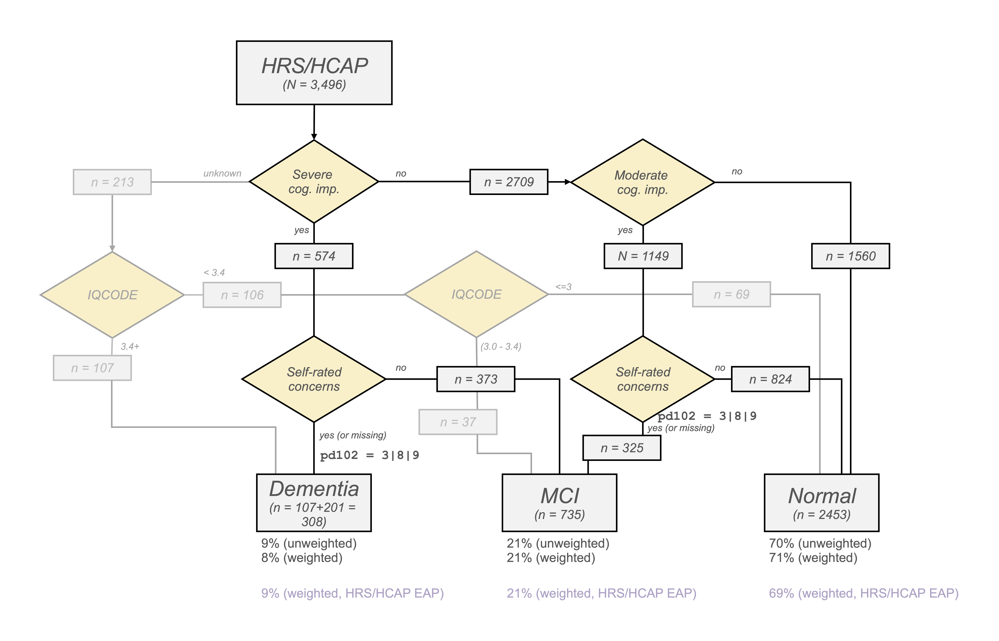 HRS/HCAP
(N = 3,496)
unknown
n = 213
Severe
cog. imp.
no
n = 2709
Moderate
cog. imp.
no
yes
n = 574
yes
N = 1149
n = 1560
IQCODE
< 3.4
n = 106
IQCODE
<=3
n = 69
3.4+
n = 107
(3.0 - 3.4)
Self-rated
concerns
no
n = 373
Self-rated
concerns
no
n = 824
n = 37
pd102 = 3|8|9
yes (or missing)
yes (or missing)
pd102 = 3|8|9
n = 325
Dementia
(n = 107+201 =
308)
MCI
(n = 735)
Normal
(n = 2453)
9% (unweighted)
8% (weighted)
21% (unweighted)
21% (weighted)
70% (unweighted)
71% (weighted)
9% (weighted, HRS/HCAP EAP)
21% (weighted, HRS/HCAP EAP)
69% (weighted, HRS/HCAP EAP)